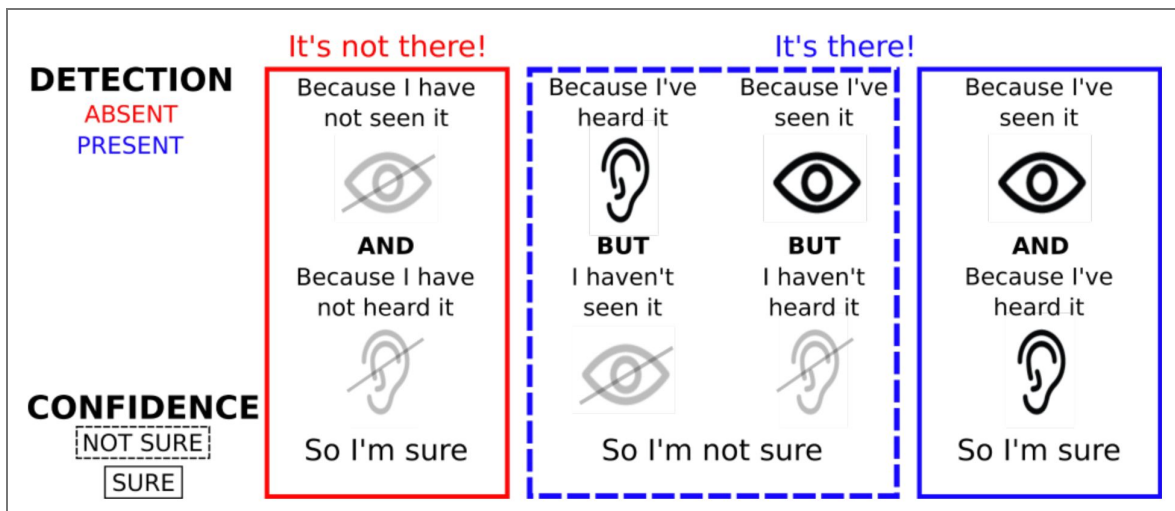 It's not there!
It's there!
DETECTION
ABSENT
PRESENT
Because I have
not seen it
AND
Because I have
not heard it
So I'm sure
Because I've
heard it
BUT
I haven't
seen it
Because I've
seen it
BUT
I haven't
heard it
So I'm not sure
Because I've
seen it
AND
Because I've
heard it
So I'm sure
CONFIDENCE
NOT SURE
SURE